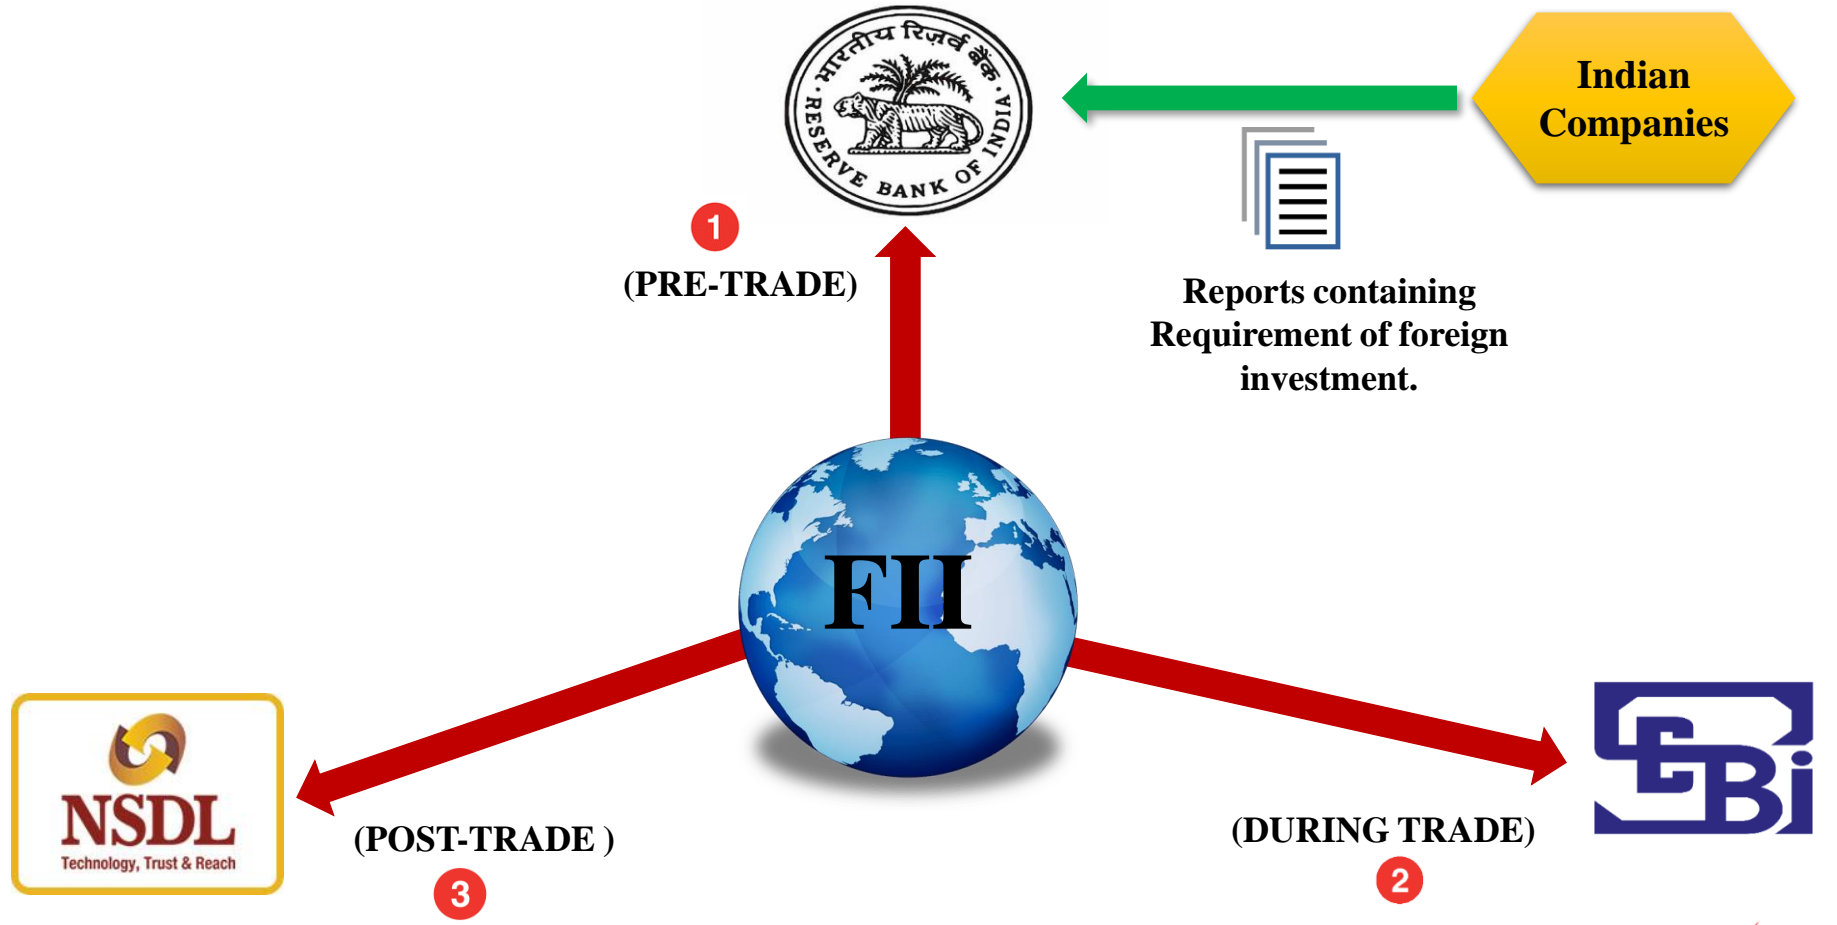 भारतीय रिज़र्व बैंक
RESERVE BANK OF INDIA
Indian
Companies
1
(PRE-TRADE)
Reports containing
Requirement of foreign
investment.
FII
NSDL
Technology, Trust & Reach
(POST-TRADE )
3
(DURING TRADE)
2
SEBi